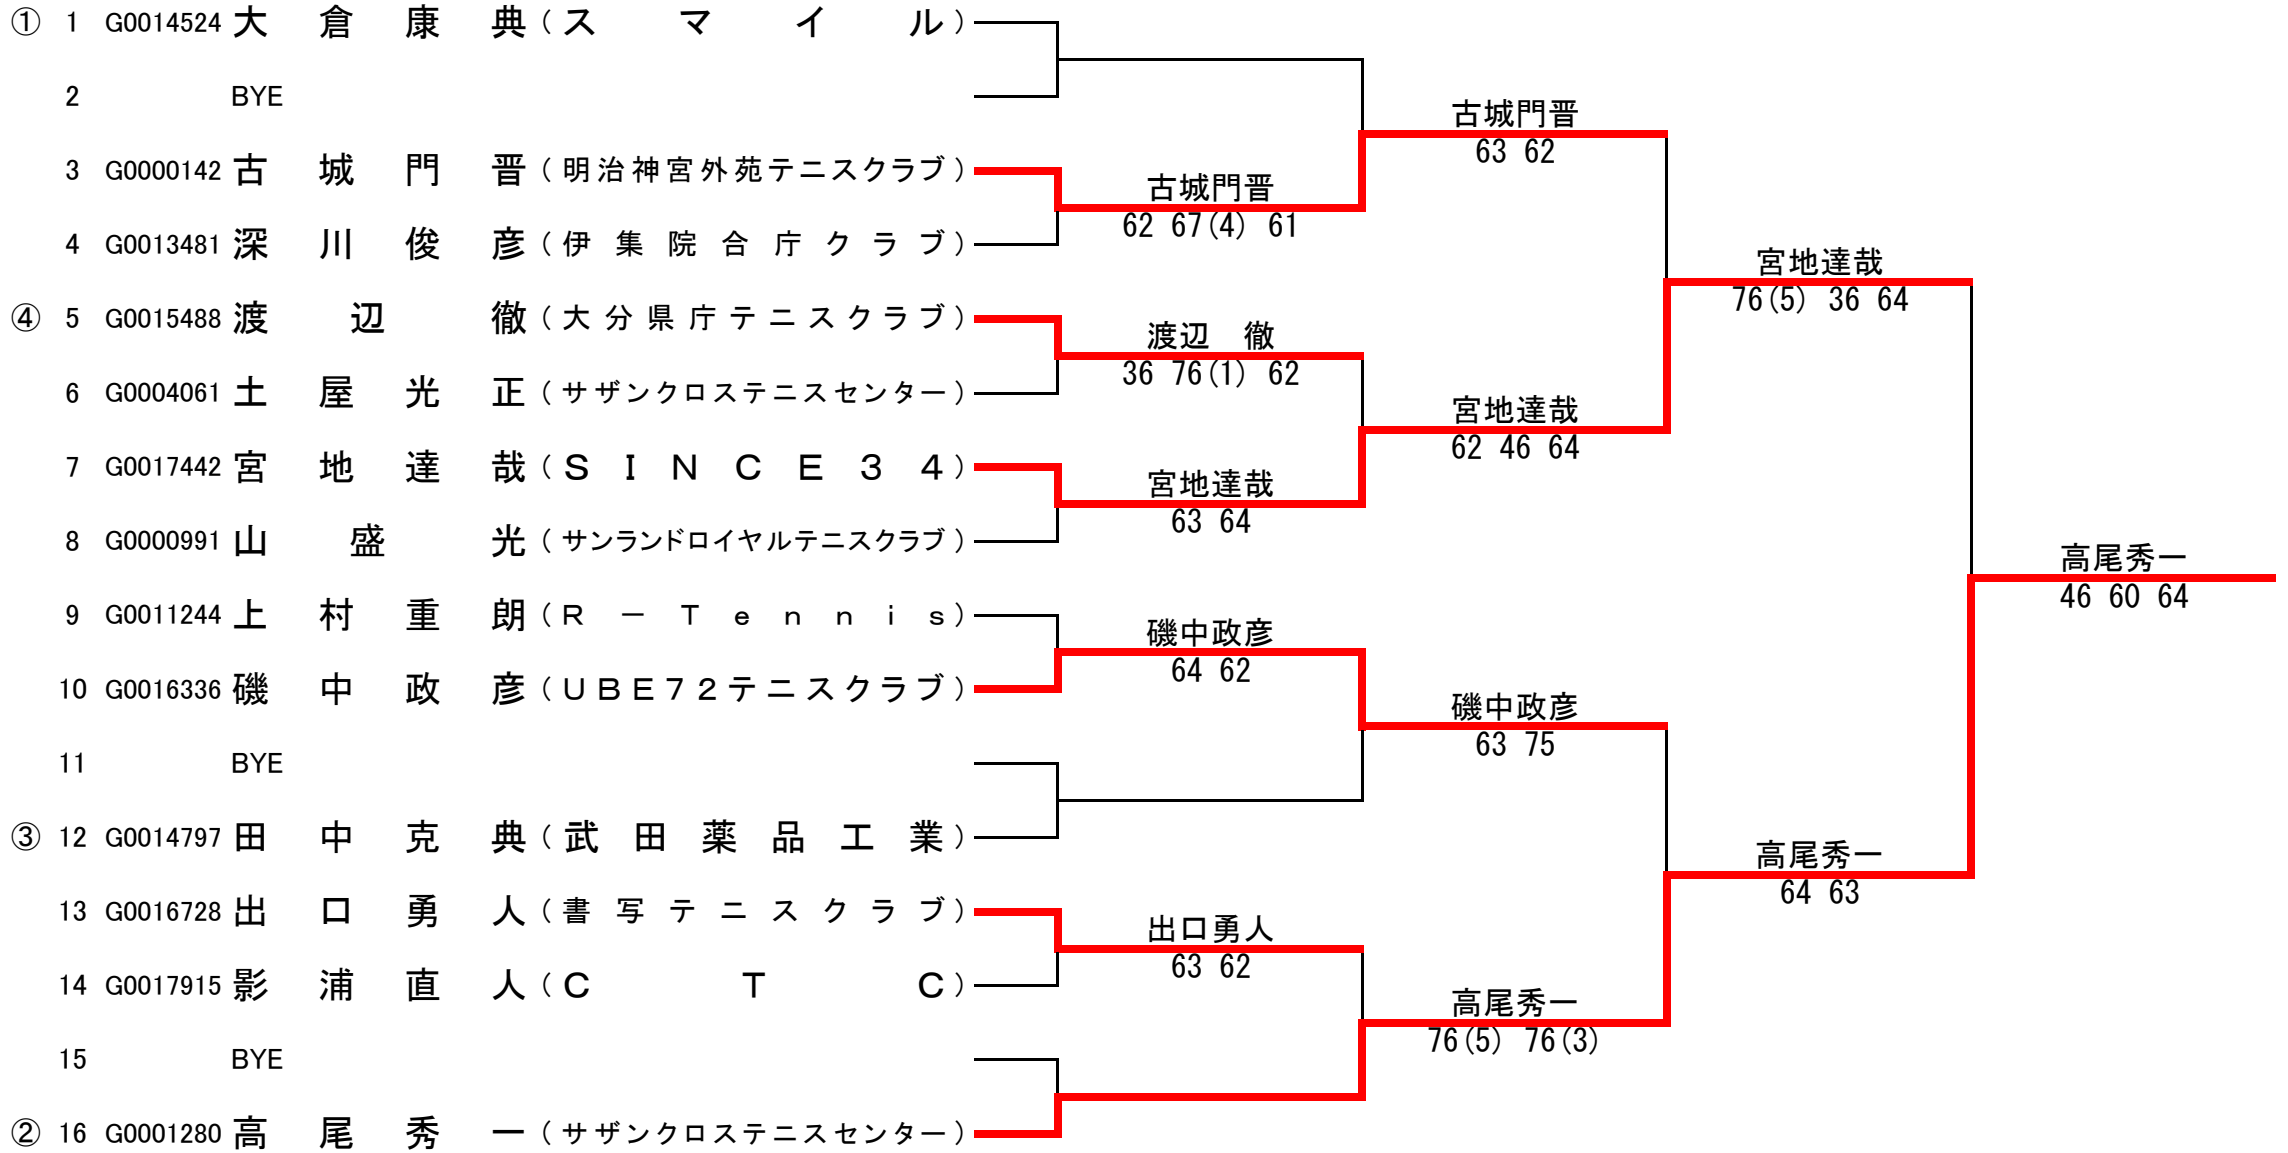 ① 1 G0014524 大倉康典(スマイル)
2 BYE
古城門晋
63 62
3 G0000142 古城門晋(明治神宮外苑テニスクラブ)
古城門晋
62 67(4) 61
4 G0013481 深川俊彦(伊集院合庁クラブ)
宮地達哉
76(5) 36 64
④ 5 G0015488 渡辺徹(大分県庁テニスクラブ)
渡辺 徹
36 76(1) 62
6 G0004061 土屋光正(サザンクロステニスセンター)
宮地達哉
62 46 64
7 G0017442 宮地達哉(SINCE34)
宮地達哉
63 64
8 G0000991 山盛光(サンランドロイヤルテニスクラブ)
高尾秀一
46 60 64
9 G0011244 上村重朗(R-Tennis)
磯中政彦
64 62
10 G0016336 磯中政彦(UBE72テニスクラブ)
磯中政彦
63 75
11 BYE
③ 12 G0014797 田中克典(武田薬品工業)
高尾秀一
64 63
13 G0016728 出口勇人(書写テニスクラブ)
出口勇人
63 62
14 G0017915 影浦直人(CTC)
高尾秀一
76(5) 76(3)
15 BYE
② 16 G0001280 高尾秀一(サザンクロステニスセンター)